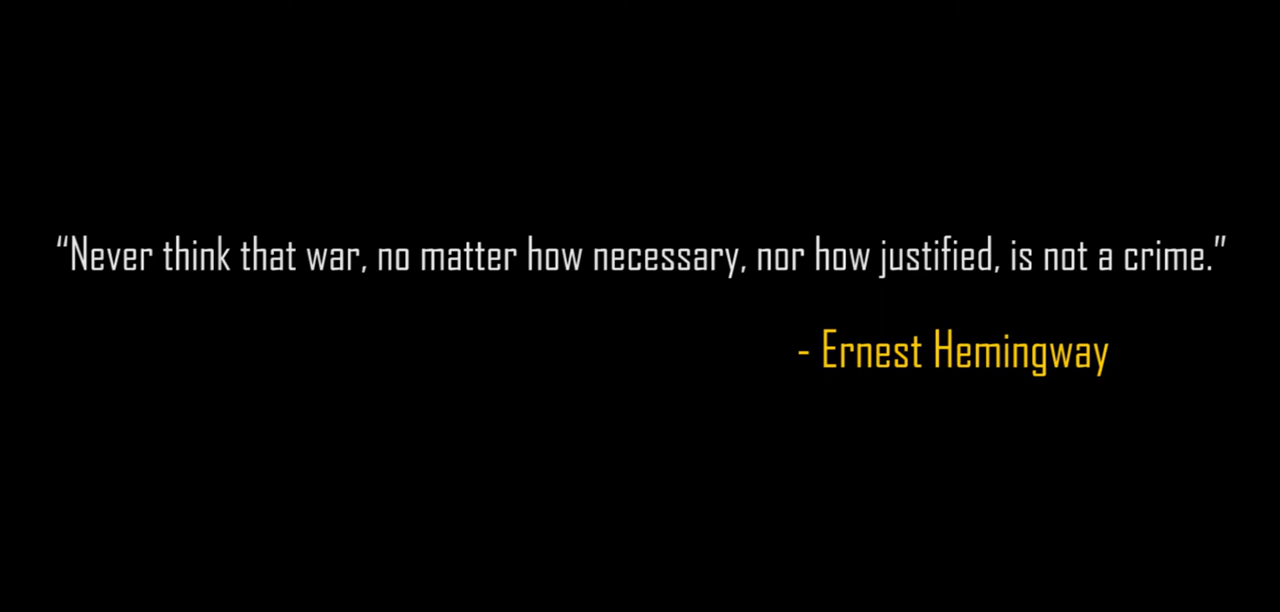 “Never think that war, no matter how necessary, nor how justified, is not a crime.”
- Ernest Hemingway